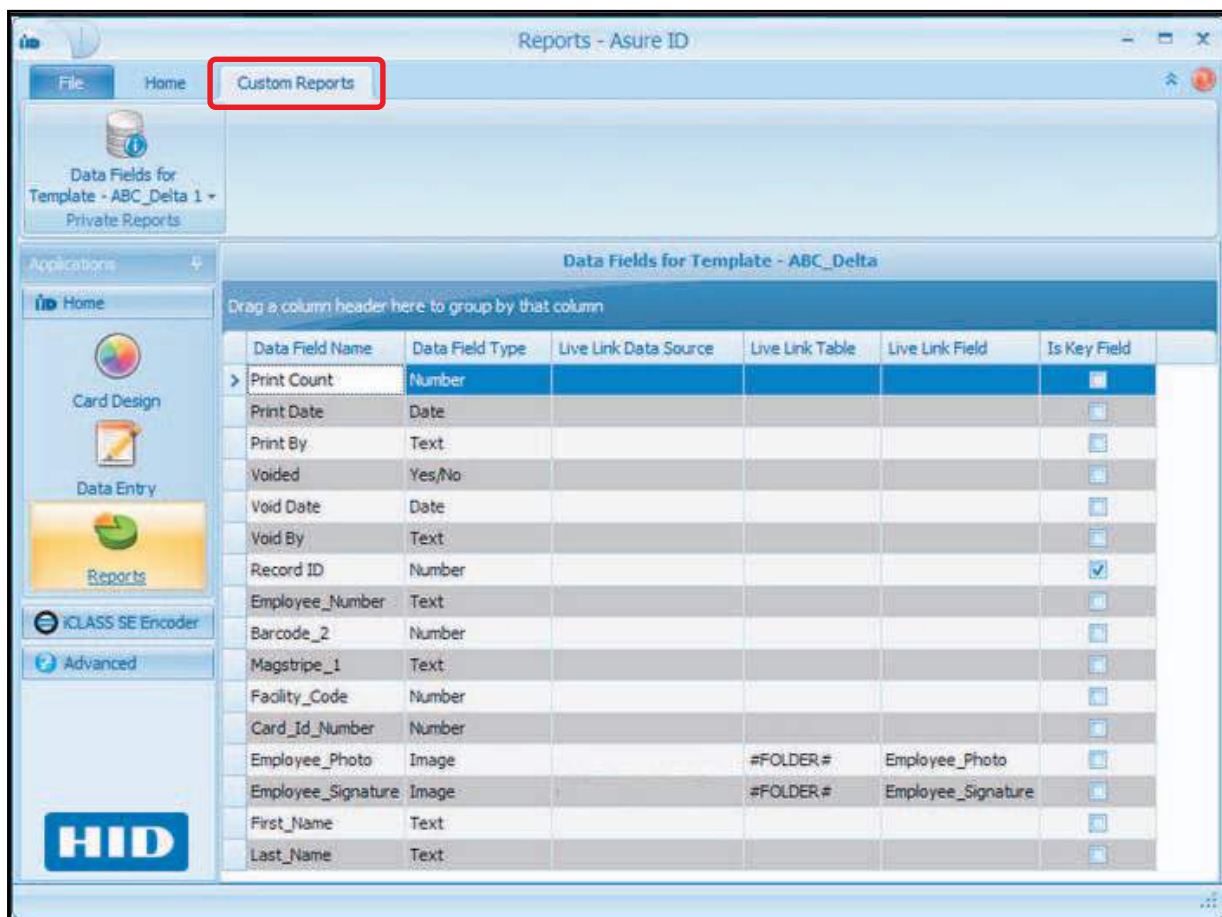 Reports - Asure ID
File Home Custom Reports
Data Fields for
Template - ABC_Delta 1
Private Reports
Applications
Data Fields for Template - ABC_Delta
Home
Drag a column header here to group by that column
Data Field Name Data Field Type Live Link Data Source Live Link Table Live Link Field Is Key Field
Print Count Number
Print Date Date
Print By Text
Voided Yes/No
Void Date Date
Void By Text
Record ID Number
Employee_Number Text
Barcode_2 Number
Magstripe_1 Text
Facility_Code Number
Card_Id_Number Number
Employee_Photo Image #FOLDER# Employee_Photo
Employee_Signature Image #FOLDER# Employee_Signature
First_Name Text
Last_Name Text
Card Design
Data Entry
Reports
iCLASS SE Encoder
Advanced
HID